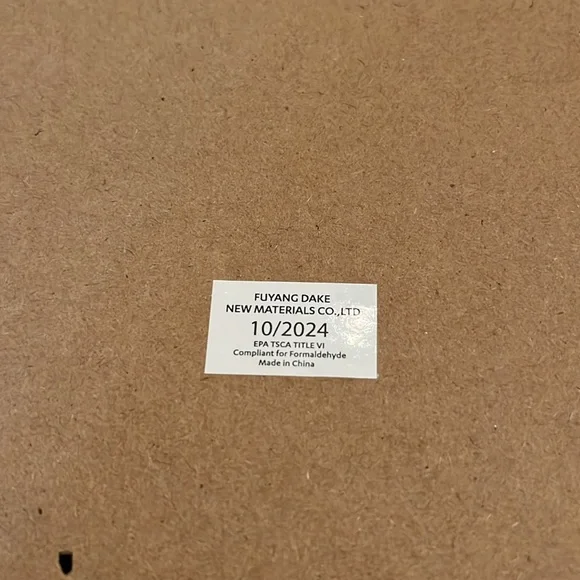 FUYANG DAKE
NEW MATERIALS CO.,LTD
10/2024
EPA TSCA TITLE VI
Compliant for Formaldehyde
Made in China